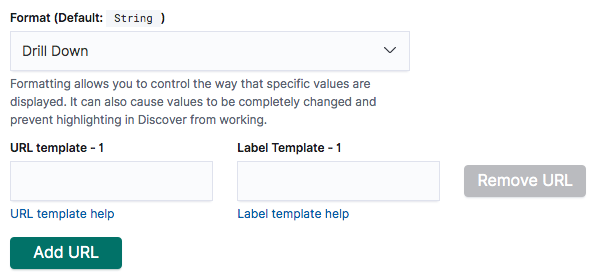 Format (Default: String )
Drill Down
Formatting allows you to control the way that specific values are
displayed. It can also cause values to be completely changed and
prevent highlighting in Discover from working.
URL template - 1
Label Template - 1
Remove URL
URL template help
Label template help
Add URL